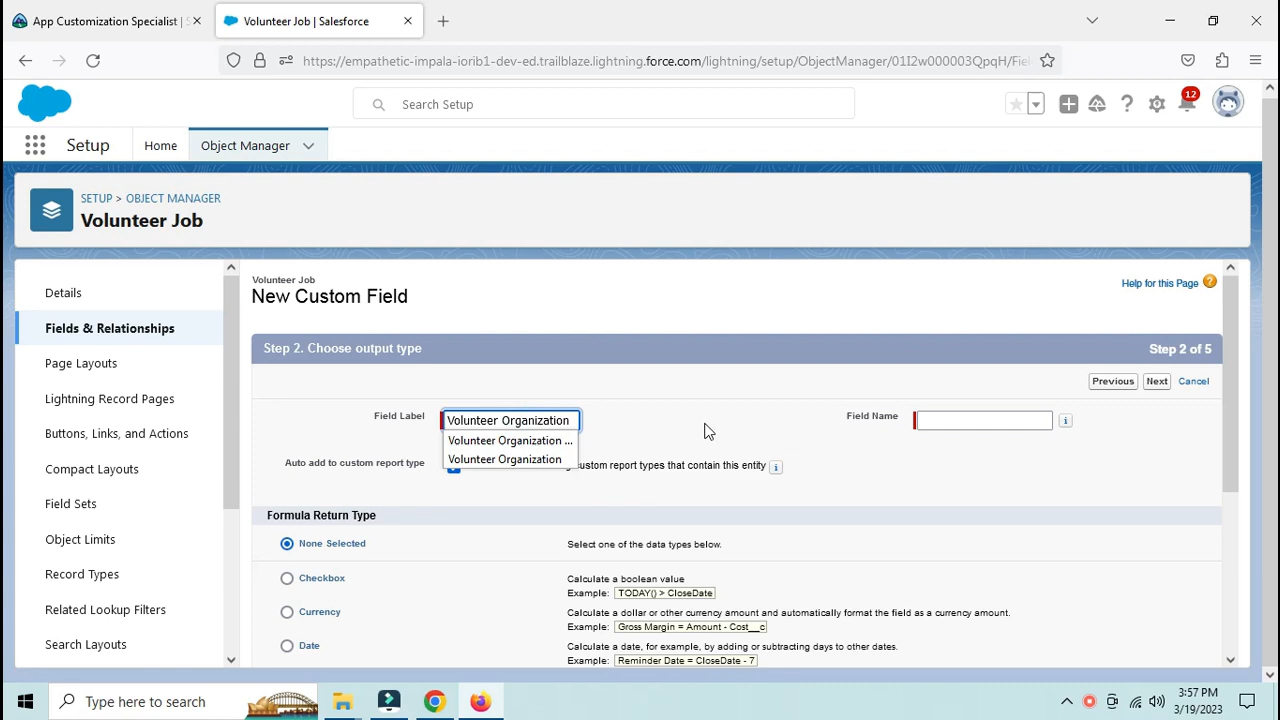 App Customization Specialist | S
Volunteer Job | Salesforce
https://empathetic-impala-iorib1-dev-ed.trailblaze.lightning.force.com/lightning/setup/ObjectManager/01I2w000003QpqH/Fie
Search Setup
12
Setup
Home
Object Manager
SETUP > OBJECT MANAGER
Volunteer Job
Details
Fields & Relationships
Page Layouts
Lightning Record Pages
Buttons, Links, and Actions
Compact Layouts
Field Sets
Object Limits
Record Types
Related Lookup Filters
Search Layouts
Volunteer Job
New Custom Field
Help for this Page
Step 2. Choose output type
Step 2 of 5
Previous
Next
Cancel
Field Label
Volunteer Organization
Field Name
Volunteer Organization ...
Volunteer Organization
Auto add to custom report type
custom report types that contain this entity
Formula Return Type
None Selected
Select one of the data types below.
Checkbox
Calculate a boolean value
Example: TODAY() > CloseDate
Currency
Calculate a dollar or other currency amount and automatically format the field as a currency amount.
Example: Gross Margin = Amount - Cost__c
Date
Calculate a date, for example, by adding or subtracting days to other dates.
Example: Reminder Date = CloseDate - 7
Type here to search
3:57 PM
3/19/2023